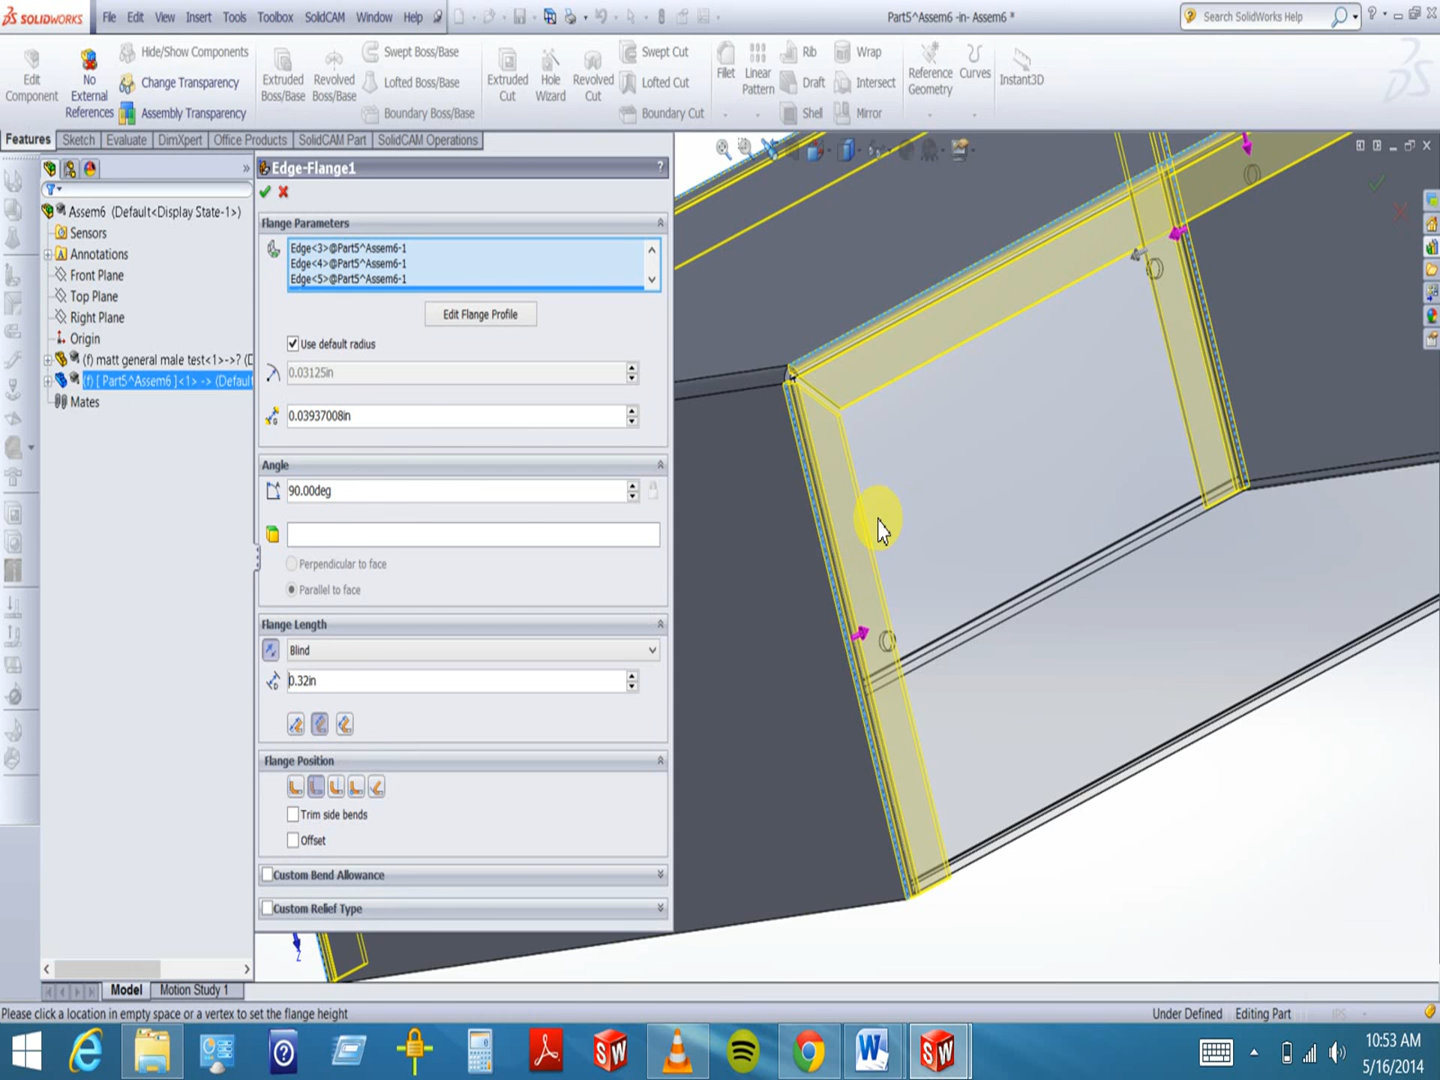 SOLIDWORKS File Edit View Insert Tools Toolbox SolidCAM Window Help Part5^Assem6 -in- Assem6 * Search SolidWorks Help
Edit Component
No External References
Hide/Show Components
Change Transparency
Assembly Transparency
Extruded Boss/Base
Revolved Boss/Base
Swept Boss/Base
Lofted Boss/Base
Boundary Boss/Base
Extruded Cut
Hole Wizard
Revolved Cut
Swept Cut
Lofted Cut
Boundary Cut
Fillet
Linear Pattern
Rib
Draft
Shell
Wrap
Intersect
Mirror
Reference Geometry
Curves
Instant3D
Features Sketch Evaluate DimXpert Office Products SolidCAM Part SolidCAM Operations
Assem6 (Default<Display State-1>)
Sensors
Annotations
Front Plane
Top Plane
Right Plane
Origin
(f) matt general male test<1>->? (D
(f) [ Part5^Assem6 ]<1> -> (Default
Mates
Edge-Flange1 ?
Flange Parameters
Edge<3>@Part5^Assem6-1
Edge<4>@Part5^Assem6-1
Edge<5>@Part5^Assem6-1
Edit Flange Profile
Use default radius
0.03125in
0.03937008in
Angle
90.00deg
Perpendicular to face
Parallel to face
Flange Length
Blind
0.32in
Flange Position
Trim side bends
Offset
Custom Bend Allowance
Custom Relief Type
Z
Model Motion Study 1
Please click a location in empty space or a vertex to set the flange height Under Defined Editing Part IPS
10:53 AM
5/16/2014